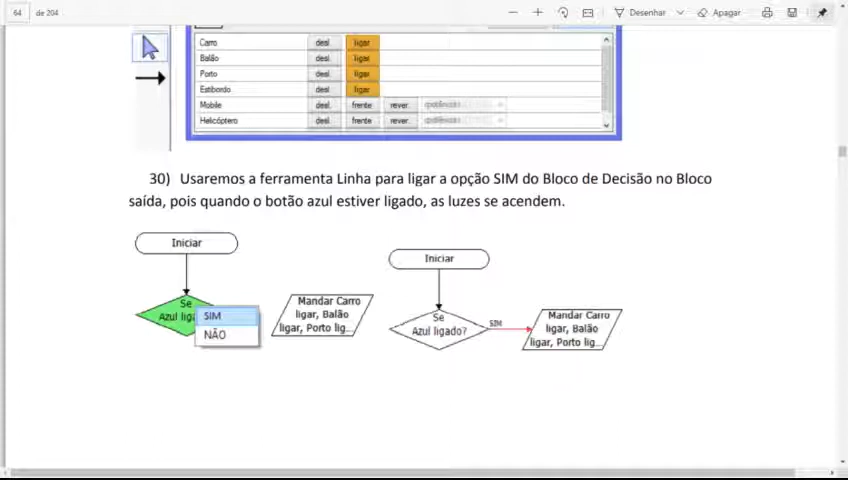 64 de 204
Desenhar
Apagar
Carro desl. ligar
Balão desl. ligar
Porto desl. ligar
Estibordo desl. ligar
Mobile desl. frente rever.
Helicóptero desl. frente rever.
30) Usaremos a ferramenta Linha para ligar a opção SIM do Bloco de Decisão no Bloco
saída, pois quando o botão azul estiver ligado, as luzes se acendem.
Iniciar
Se
Azul liga
SIM
NÃO
Mandar Carro
ligar, Balão
ligar, Porto lig...
Iniciar
Se
Azul ligado?
SIM
Mandar Carro
ligar, Balão
ligar, Porto lig...